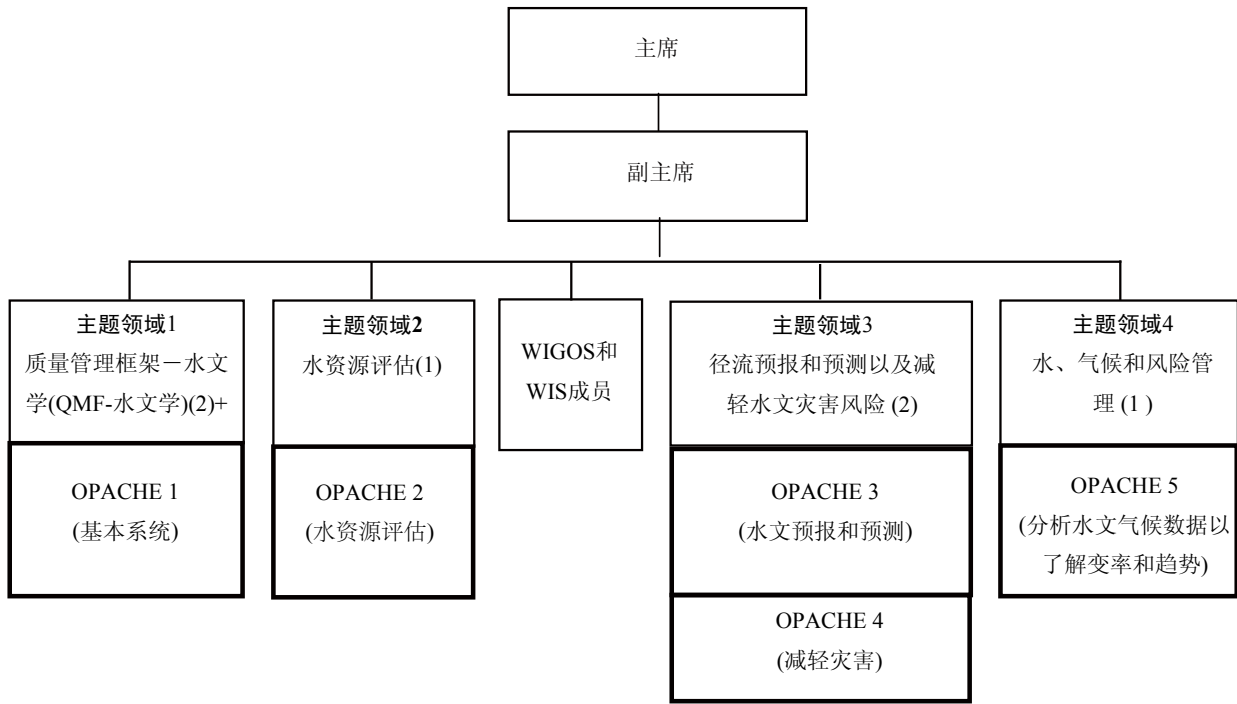 主席
副主席
主题领域1
质量管理框架－水文
学(QMF-水文学)(2)+
OPACHE 1
(基本系统)
主题领域2
水资源评估(1)
OPACHE 2
(水资源评估)
WIGOS和
WIS成员
主题领域3
径流预报和预测以及减
轻水文灾害风险 (2)
OPACHE 3
(水文预报和预测)
OPACHE 4
(减轻灾害)
主题领域4
水、气候和风险管
理 (1 )
OPACHE 5
(分析水文气候数据以
了解变率和趋势)